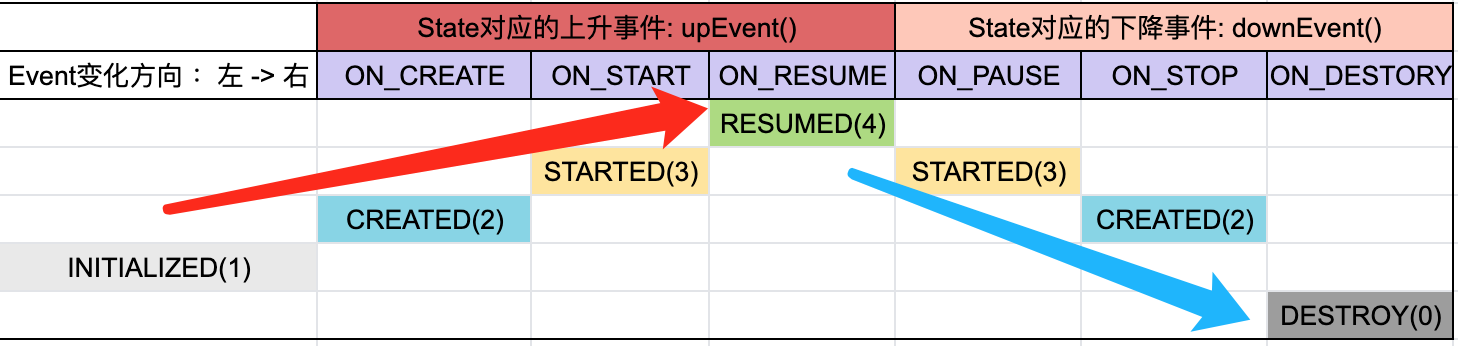 State对应的上升事件: upEvent()
State对应的下降事件: downEvent()
Event变化方向： 左 -> 右
ON_CREATE
ON_START
ON_RESUME
ON_PAUSE
ON_STOP
ON_DESTORY
RESUMED(4)
STARTED(3)
STARTED(3)
CREATED(2)
CREATED(2)
INITIALIZED(1)
DESTROY(0)